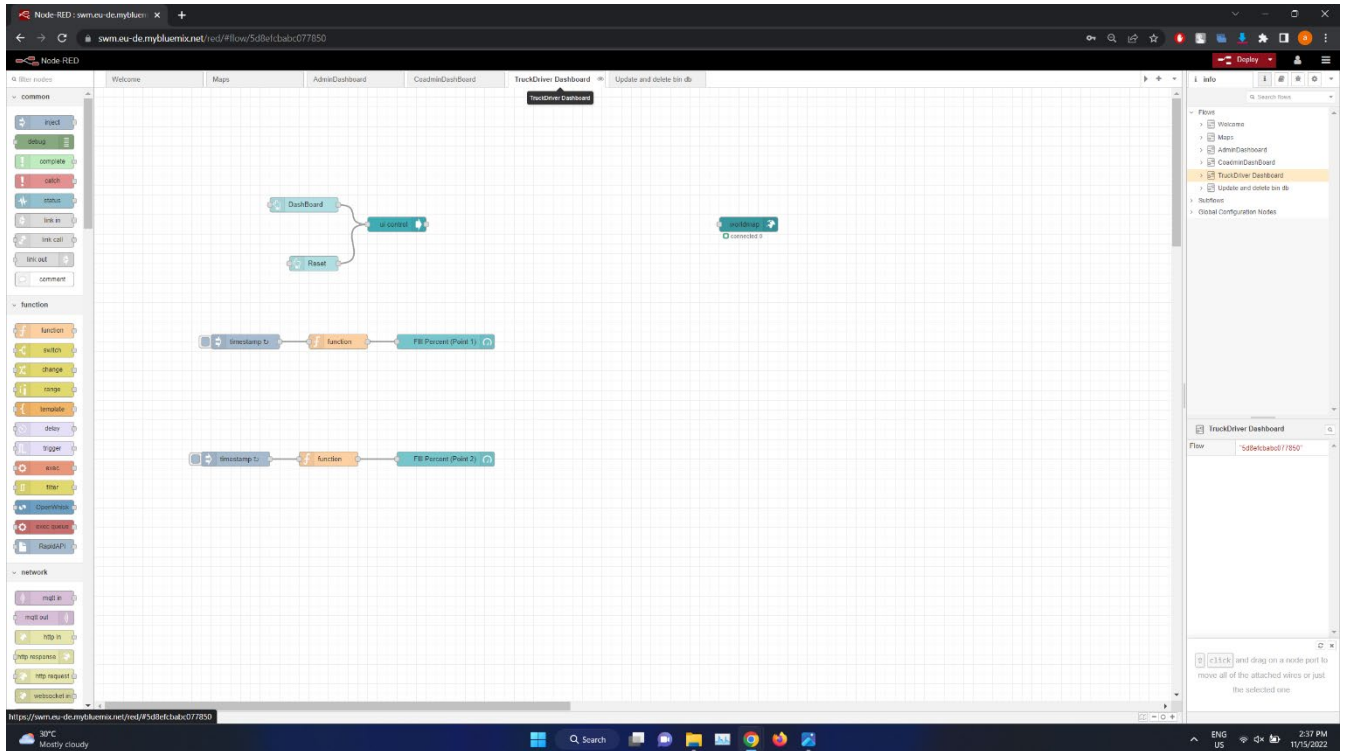 Node-RED : swm.eu-de.mybluem
swm.eu-de.mybluemix.net/red/#flow/5d8efcbabc077850
Node-RED
Deploy
filter nodes
Welcome
Maps
AdminDashboard
CoadminDashBoard
TruckDriver Dashboard
Update and delete bin db
TruckDriver Dashboard
info
Search flows
common
inject
debug
complete
catch
status
link in
link call
link out
comment
function
function
switch
change
range
template
delay
trigger
exec
filter
OpenWhisk
exec queue
RapidAPI
network
mqtt in
mqtt out
http in
http response
http request
websocket in
DashBoard
ui control
Reset
worldmap
connected 0
timestamp ↻
function
Fill Percent (Point 1)
timestamp ↻
function
Fill Percent (Point 2)
Flows
Welcome
Maps
AdminDashboard
CoadminDashBoard
TruckDriver Dashboard
Update and delete bin db
Subflows
Global Configuration Nodes
TruckDriver Dashboard
Flow "5d8efcbabc077850"
click and drag on a node port to
move all of the attached wires or just
the selected one
https://swm.eu-de.mybluemix.net/red/#5d8efcbabc077850
30°C
Mostly cloudy
Search
ENG
US
2:37 PM
11/15/2022